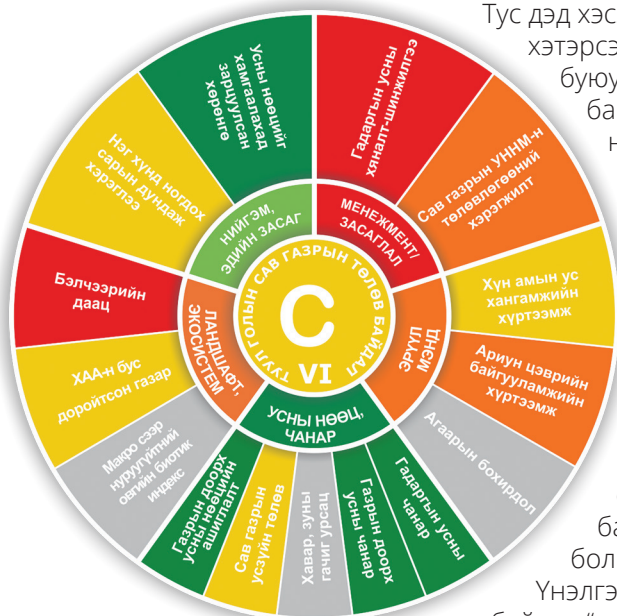 Тус дэд хэс
хэтэрсэ
буюу
ба
Усны нөөцийг
хамгаалахад
зарцуулсан
хөрөнгө
Гадаргын усны
хяналт-шинжилгээ
Сав газрын УННМ-н
төлөвлөгөөний
хэрэгжилт
Хүн амын ус
хангамжийн
хүртээмж
Ариун цэврийн
байгууламжийн
хүртээмж
Агаарын бохирдол
Гадаргын усны
чанар
Газрын доорх
усны чанар
Хавар, зуны
гачиг урсац
Сав газрын
усзүйн төлөв
Газрын доорх
усны нөөцийн
ашиглалт
Макро сээр
нуруугүйтний
овгийн биотик
индекс
ХАА-н бус
доройтсон газар
Бэлчээрийн
даац
Нэг хүнд ногдох
сарын дундаж
хэрэглээ
НИЙГЭМ,
ЭДИЙН ЗАСАГ
МЕНЕЖМЕНТ/
ЗАСАГЛАЛ
ЭРҮҮЛ
МЭНД
УСНЫ НӨӨЦ,
ЧАНАР
ЛАНДШАФТ,
ЭКОСИСТЕМ
ТУУЛ ГОЛЫН САВ ГАЗРЫН ТӨЛӨВ БАЙДАЛ
C
VI
ба
бол
Үнэлгэ